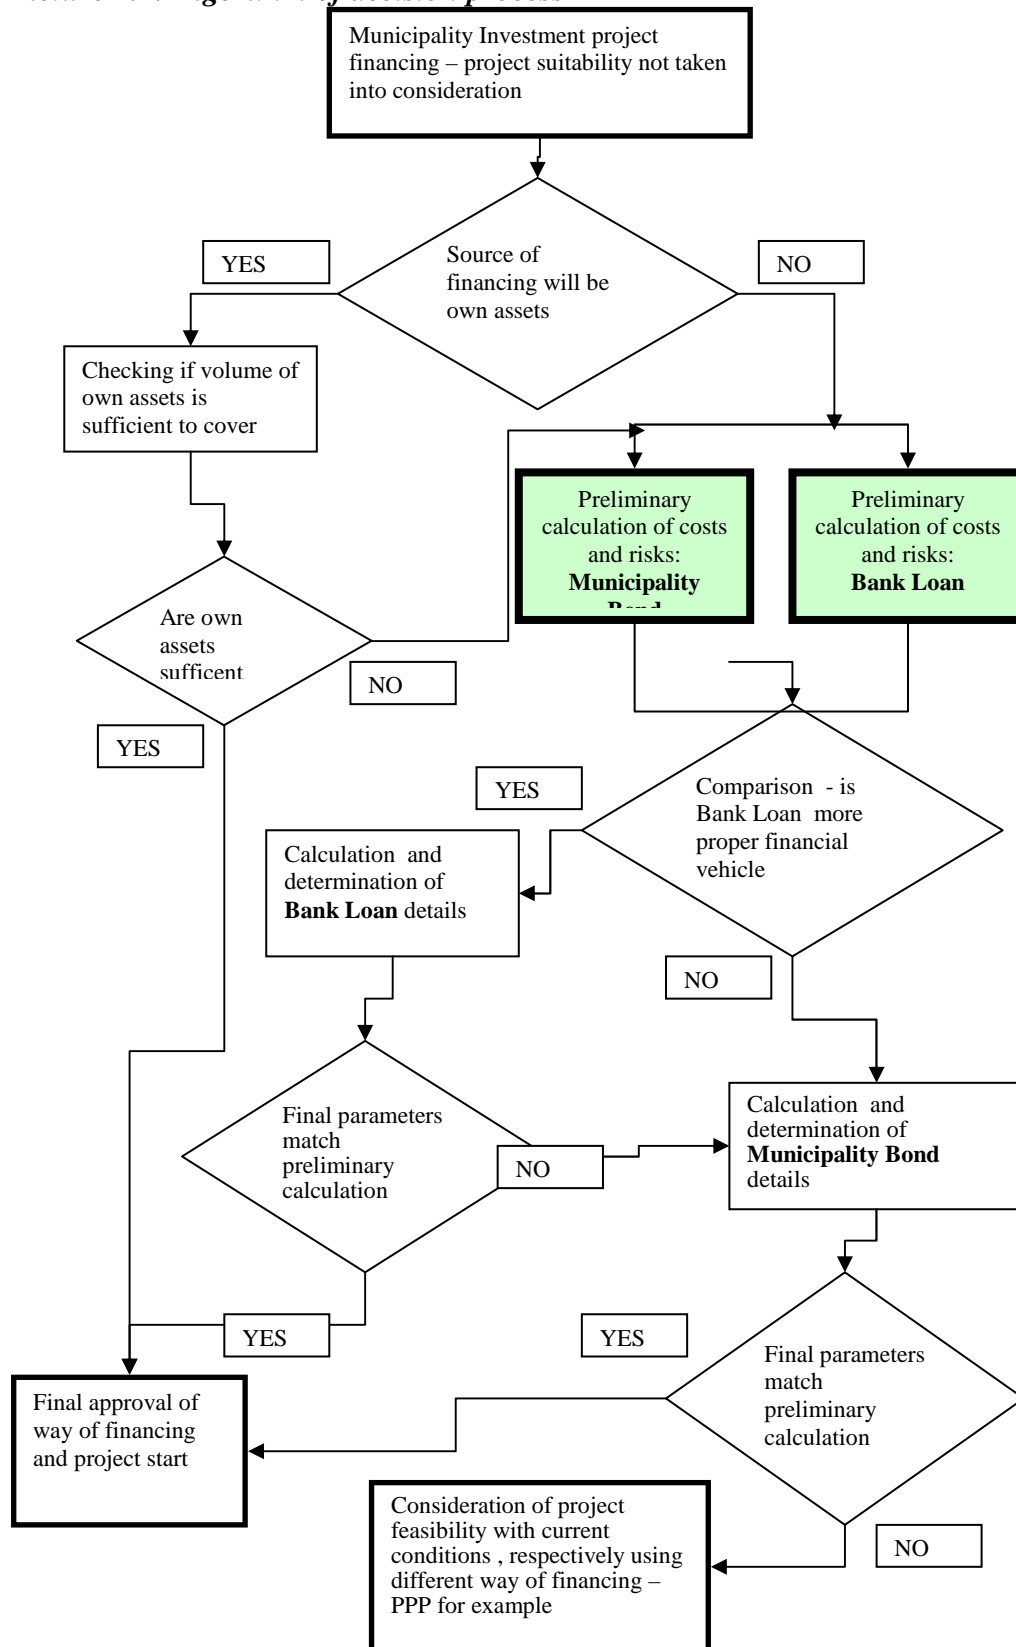 of decision process
Municipality Investment project
financing – project suitability not taken
into consideration
YES
Source of
financing will be
own assets
NO
Checking if volume of
own assets is
sufficient to cover
Preliminary
calculation of costs
and risks:
Municipality
Bond
Preliminary
calculation of costs
and risks:
Bank Loan
Are own
assets
sufficent
NO
YES
YES
Comparison - is
Bank Loan more
proper financial
vehicle
Calculation and
determination of
Bank Loan details
NO
Final parameters
match
preliminary
calculation
NO
Calculation and
determination of
Municipality Bond
details
YES
YES
Final parameters
match
preliminary
calculation
Final approval of
way of financing
and project start
Consideration of project
feasibility with current
conditions , respectively using
different way of financing –
PPP for example
NO